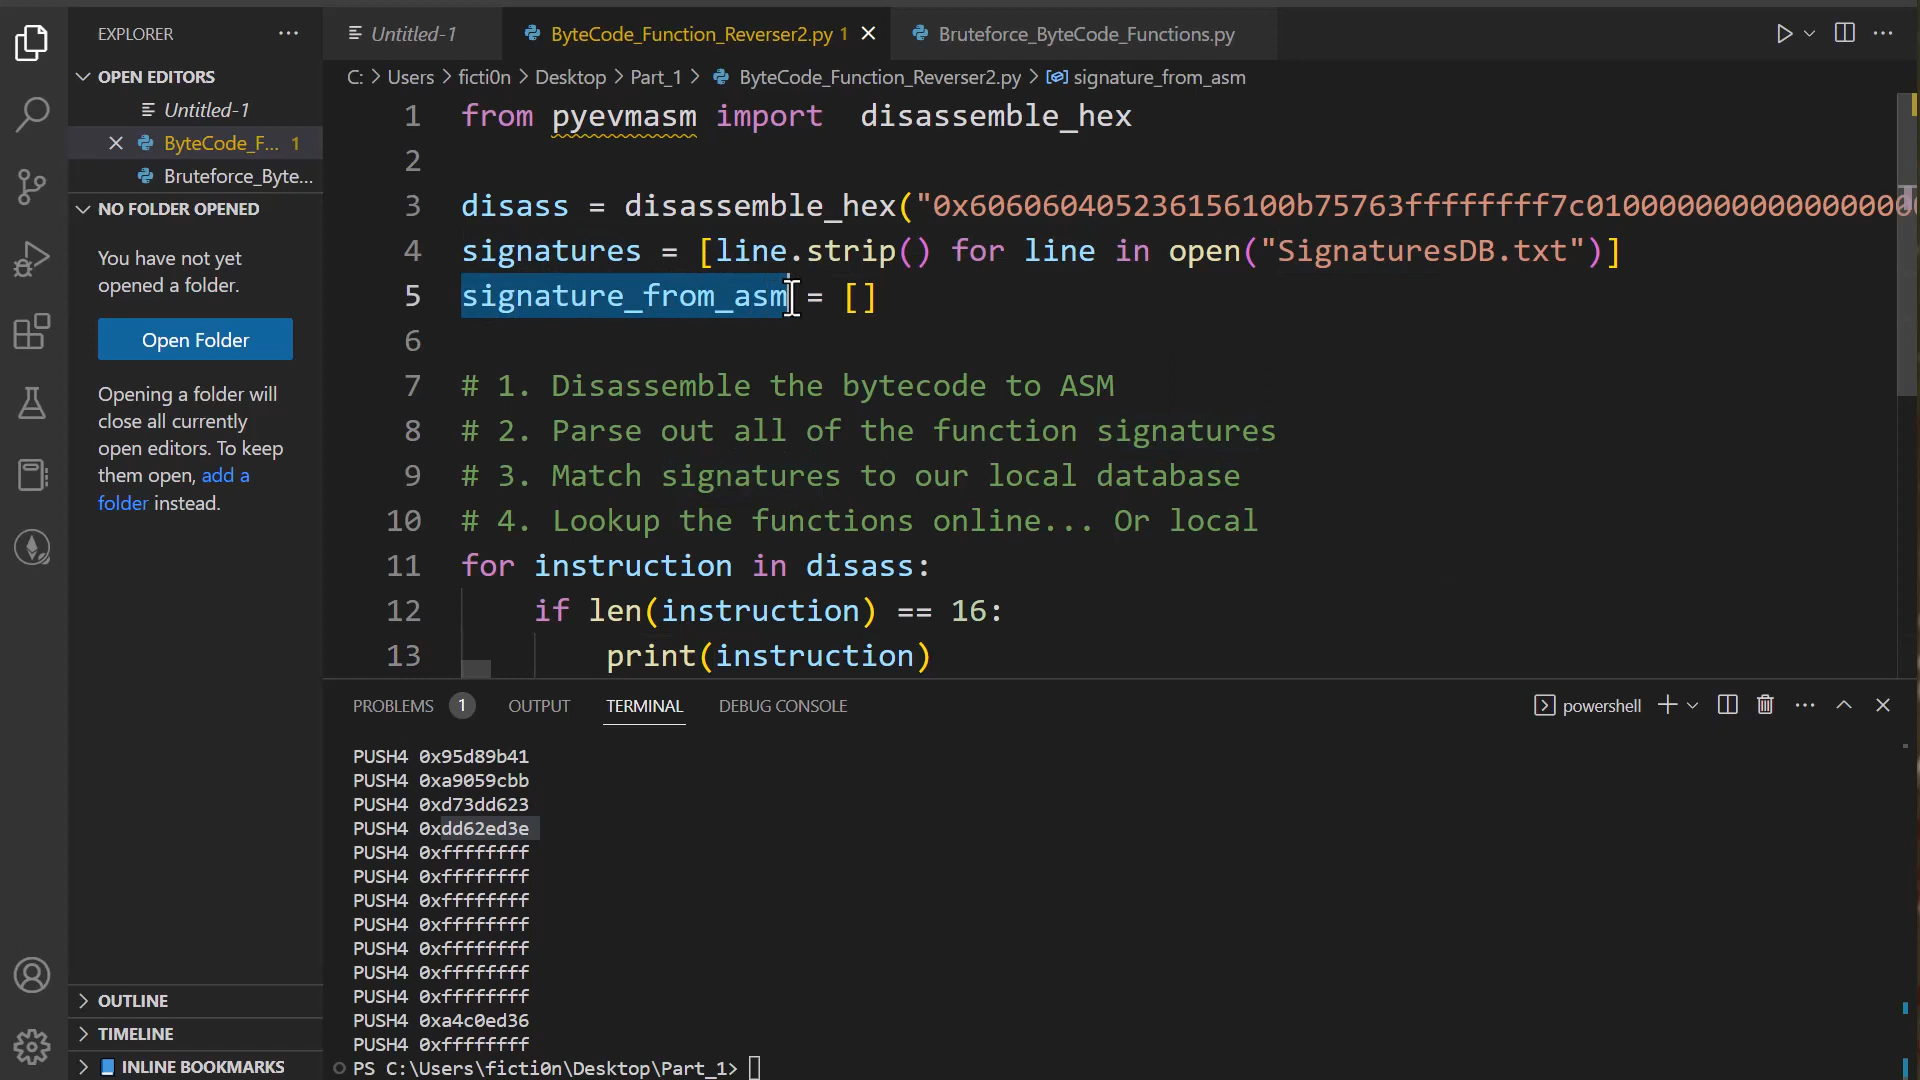 EXPLORER
Untitled-1
ByteCode_Function_Reverser2.py 1
Bruteforce_ByteCode_Functions.py
OPEN EDITORS
Untitled-1
ByteCode_F... 1
Bruteforce_Byte...
NO FOLDER OPENED
You have not yet
opened a folder.
Open Folder
Opening a folder will
close all currently
open editors. To keep
them open, add a
folder instead.
OUTLINE
TIMELINE
INLINE BOOKMARKS
C: > Users > ficti0n > Desktop > Part_1 > ByteCode_Function_Reverser2.py > signature_from_asm
1 from pyevmasm import  disassemble_hex
2
3 disass = disassemble_hex("0x606060405236156100b75763ffffffff7c010000000000000000
4 signatures = [line.strip() for line in open("SignaturesDB.txt")]
5 signature_from_asm = []
6
7 # 1. Disassemble the bytecode to ASM
8 # 2. Parse out all of the function signatures
9 # 3. Match signatures to our local database
10 # 4. Lookup the functions online... Or local
11 for instruction in disass:
12 if len(instruction) == 16:
13 print(instruction)
PROBLEMS 1 OUTPUT TERMINAL DEBUG CONSOLE
powershell
PUSH4 0x95d89b41
PUSH4 0xa9059cbb
PUSH4 0xd73dd623
PUSH4 0xdd62ed3e
PUSH4 0xffffffff
PUSH4 0xffffffff
PUSH4 0xffffffff
PUSH4 0xffffffff
PUSH4 0xffffffff
PUSH4 0xffffffff
PUSH4 0xffffffff
PUSH4 0xa4c0ed36
PUSH4 0xffffffff
PS C:\Users\ficti0n\Desktop\Part_1>